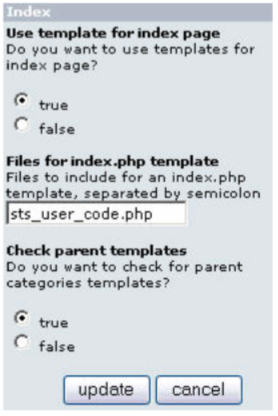 Index
Use template for index page
Do you want to use templates for
index page?
true
false
Files for index.php template
Files to include for an index.php
template, separated by semicolon
sts_user_code.php
Check parent templates
Do you want to check for parent
categories templates?
true
false
update cancel